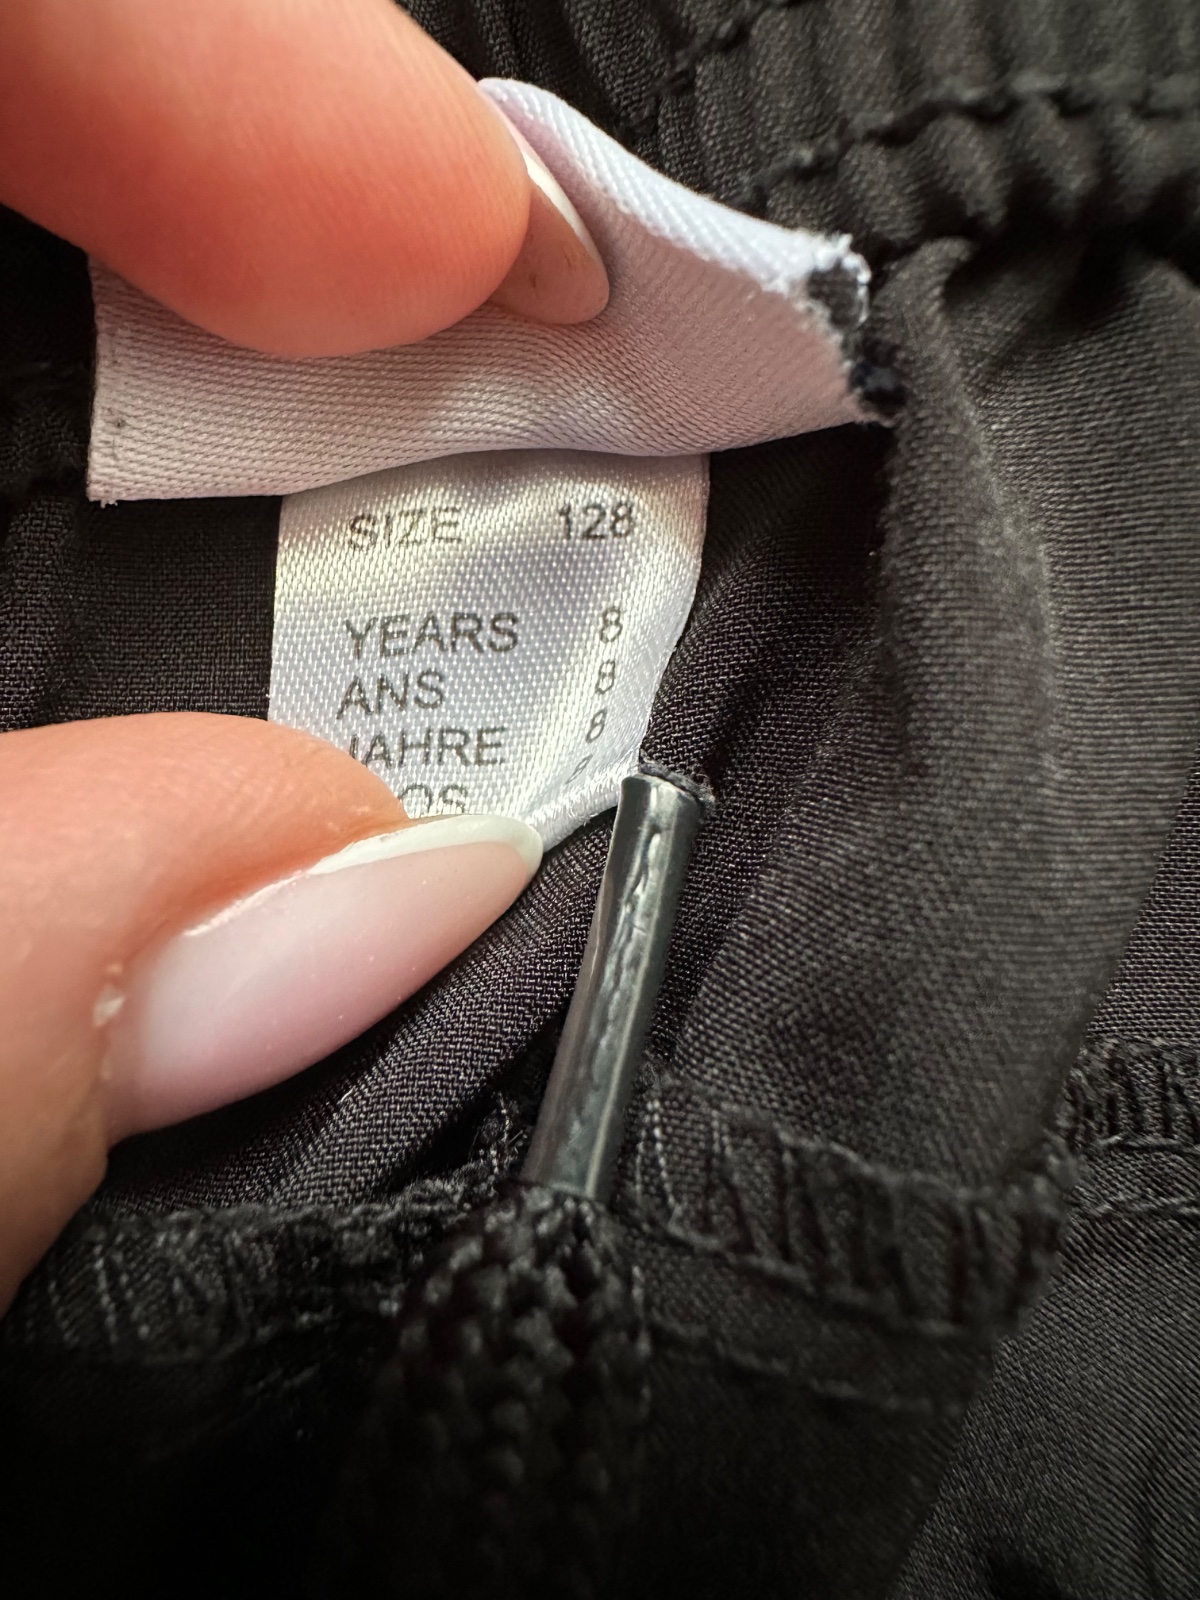 SIZE 128
YEARS 8
ANS 8
JAHRE 8